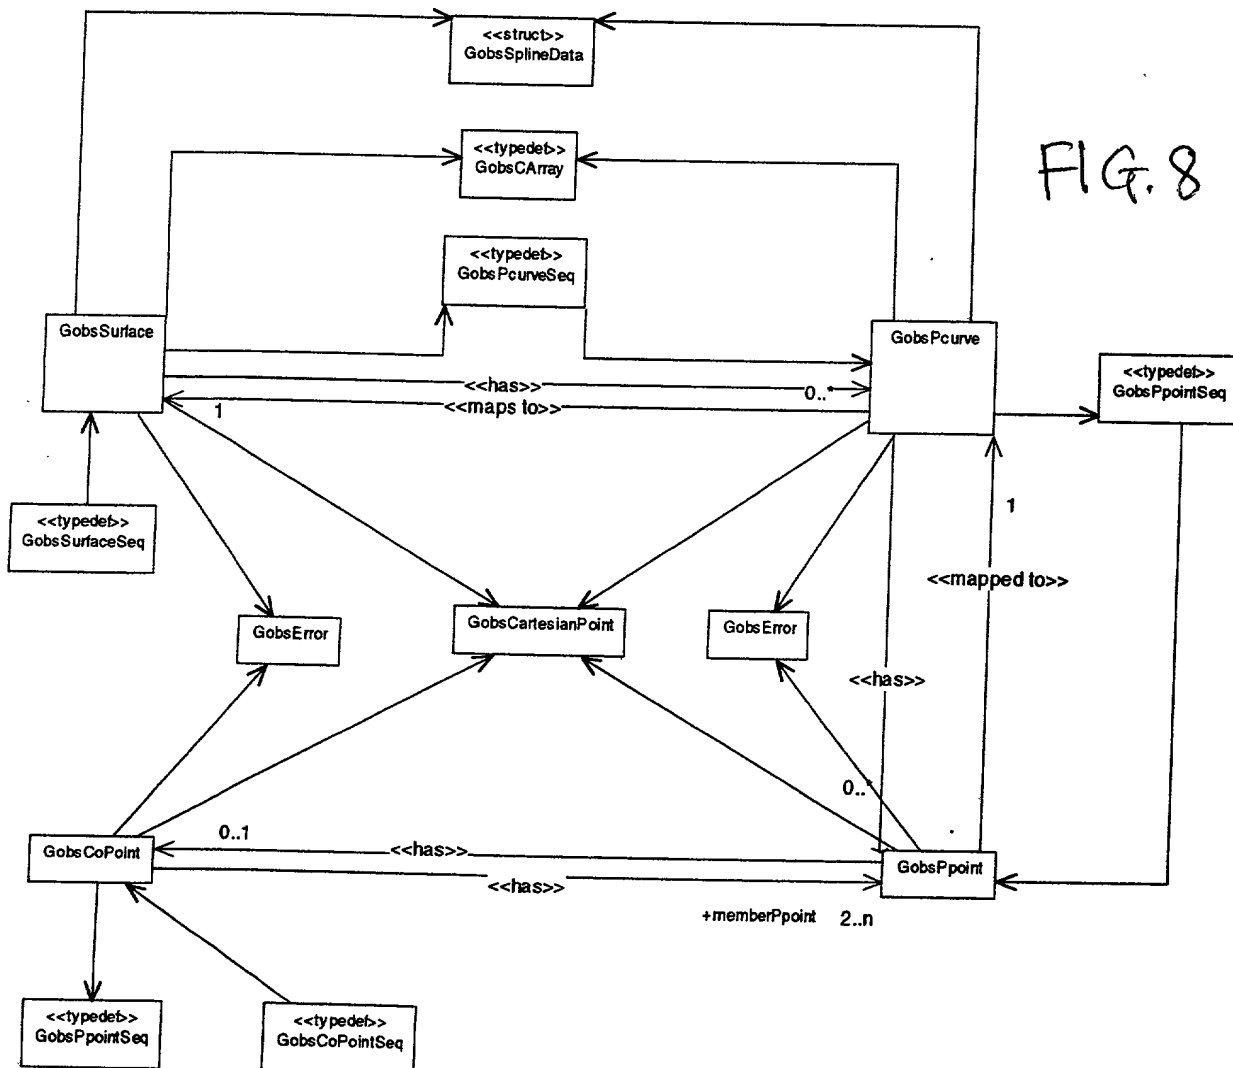 <<struct>>
GobsSplineData
<<typedef>>
GobsCArray
FIG. 8
<<typedef>>
GobsPcurveSeq
GobsSurface
GobsPcurve
<<typedef>>
GobsPpointSeq
<<has>>
0..*
1
<<maps to>>
<<typedef>>
GobsSurfaceSeq
1
<<mapped to>>
GobsError
GobsCartesianPoint
GobsError
<<has>>
0..*
0..1
GobsCoPoint
<<has>>
GobsPpoint
<<has>>
+memberPpoint
2..n
<<typedef>>
GobsPpointSeq
<<typedef>>
GobsCoPointSeq